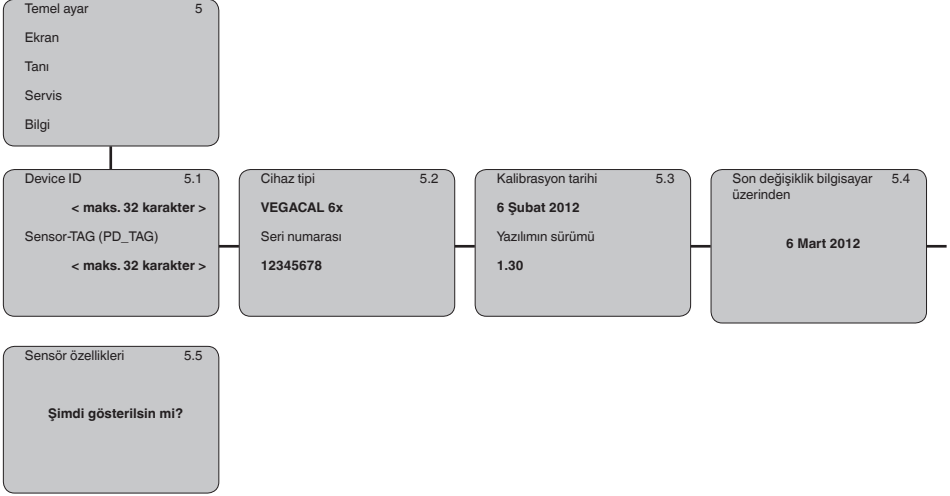 Temel ayar 5
Ekran
Tanı
Servis
Bilgi
Device ID 5.1
< maks. 32 karakter >
Sensor-TAG (PD_TAG)
< maks. 32 karakter >
Cihaz tipi 5.2
VEGACAL 6x
Seri numarası
12345678
Kalibrasyon tarihi 5.3
6 Şubat 2012
Yazılımın sürümü
1.30
Son değişiklik bilgisayar 5.4
üzerinden
6 Mart 2012
Sensör özellikleri 5.5
Şimdi gösterilsin mi?